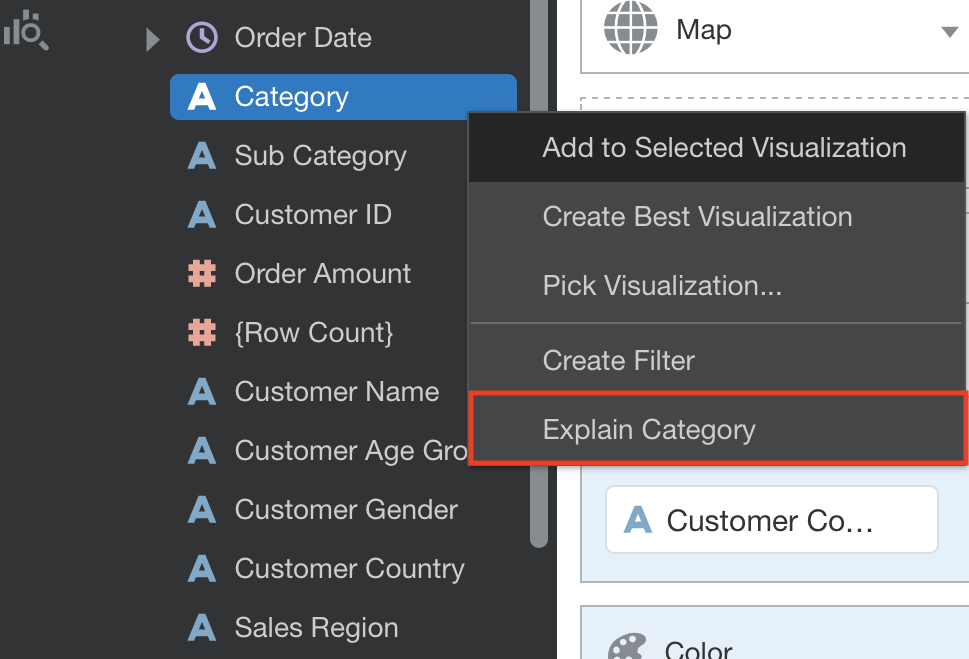 Order Date
Category
Sub Category
Customer ID
Order Amount
{Row Count}
Customer Name
Customer Age Gro
Customer Gender
Customer Country
Sales Region
Add to Selected Visualization
Create Best Visualization
Pick Visualization...
Create Filter
Explain Category
Map
Customer Co...
Color